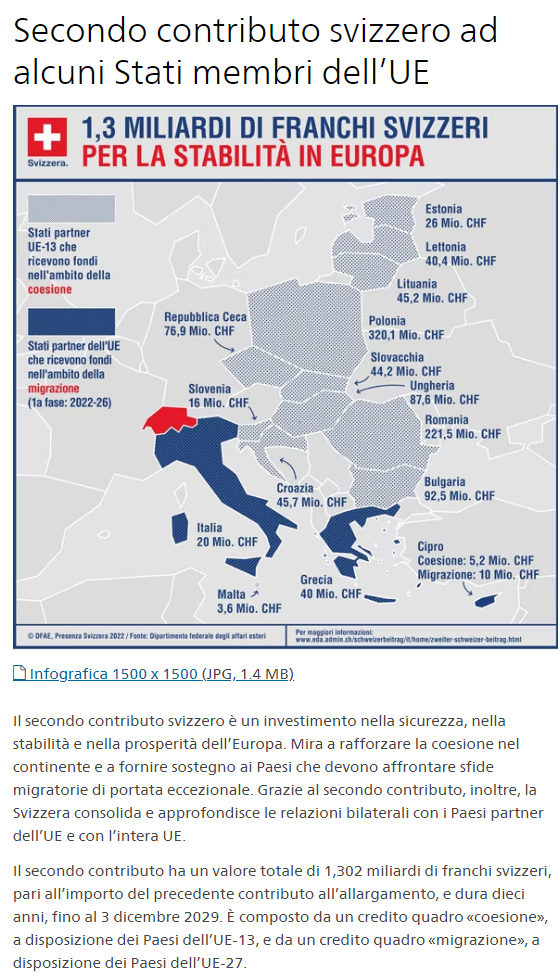 Secondo contributo svizzero ad
alcuni Stati membri dell’UE
1,3 MILIARDI DI FRANCHI SVIZZERI
PER LA STABILITÀ IN EUROPA
Svizzera.
Stati partner
UE-13 che
ricevono fondi
nell'ambito della
coesione
Stati partner dell'UE
che ricevono fondi
nell'ambito della
migrazione
(1a fase: 2022-26)
Estonia
26 Mio. CHF
Lettonia
40,4 Mio. CHF
Lituania
45,2 Mio. CHF
Repubblica Ceca
76,9 Mio. CHF
Polonia
320,1 Mio. CHF
Slovacchia
44,2 Mio. CHF
Ungheria
87,6 Mio. CHF
Slovenia
16 Mio. CHF
Romania
221,5 Mio. CHF
Croazia
45,7 Mio. CHF
Bulgaria
92,5 Mio. CHF
Italia
20 Mio. CHF
Cipro
Coesione: 5,2 Mio. CHF
Migrazione: 10 Mio. CHF
Grecia
40 Mio. CHF
Malta
3,6 Mio. CHF
© DFAE, Presenza Svizzera 2022 / Fonte: Dipartimento federale degli affari esteri
Per maggiori informazioni:
www.eda.admin.ch/schweizerbeitrag/it/home/zweiter-schweizer-beitrag.html
Infografica 1500 x 1500 (JPG, 1.4 MB)
Il secondo contributo svizzero è un investimento nella sicurezza, nella
stabilità e nella prosperità dell’Europa. Mira a rafforzare la coesione nel
continente e a fornire sostegno ai Paesi che devono affrontare sfide
migratorie di portata eccezionale. Grazie al secondo contributo, inoltre, la
Svizzera consolida e approfondisce le relazioni bilaterali con i Paesi partner
dell’UE e con l’intera UE.
Il secondo contributo ha un valore totale di 1,302 miliardi di franchi svizzeri,
pari all’importo del precedente contributo all’allargamento, e dura dieci
anni, fino al 3 dicembre 2029. È composto da un credito quadro «coesione»,
a disposizione dei Paesi dell’UE-13, e da un credito quadro «migrazione», a
disposizione dei Paesi dell’UE-27.